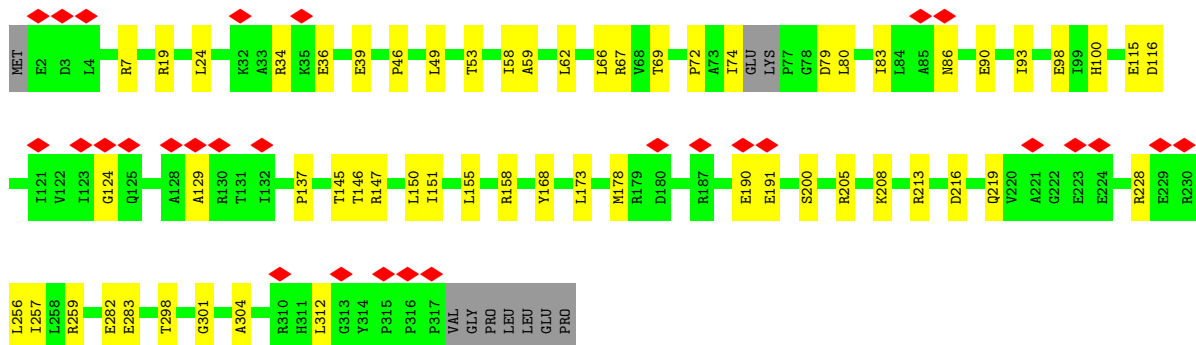 MET E2 D3 L4 R7 R19 L24 K32 A33 R34 K35 E36 E39 P46 L49 T53 I58 A59 L62 L66 R67 V68 T69 P72 A73 I74 GLU LYS P77 G78 D79 L80 I83 L84 A85 N86 E90 I93 E98 I99 H100 E115 D116
I121 V122 I123 G124 Q125 A128 A129 R130 T131 I132 P137 T145 T146 R147 L150 I151 L155 R158 Y168 L173 M178 R179 D180 R187 E190 E191 S200 R205 K208 R213 D216 Q219 V220 A221 G222 E223 E224 R228 E229 R230
L256 I257 L258 R259 E282 E283 T298 G301 A304 R310 H311 L312 G313 Y314 P315 P316 P317 VAL GLY PRO LEU LEU GLU PRO